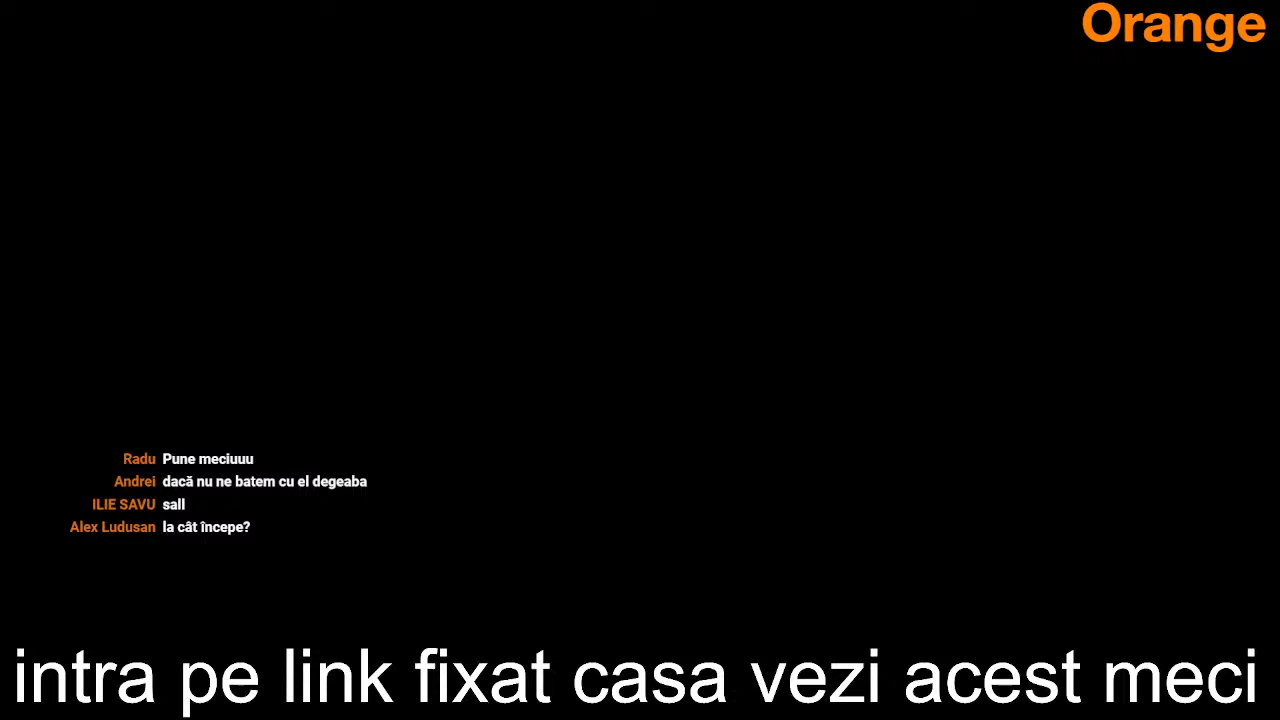 Orange
Radu Pune meciuuu
Andrei dacă nu ne batem cu el degeaba
ILIE SAVU sall
Alex Ludusan la cât începe?
intra pe link fixat casa vezi acest meci